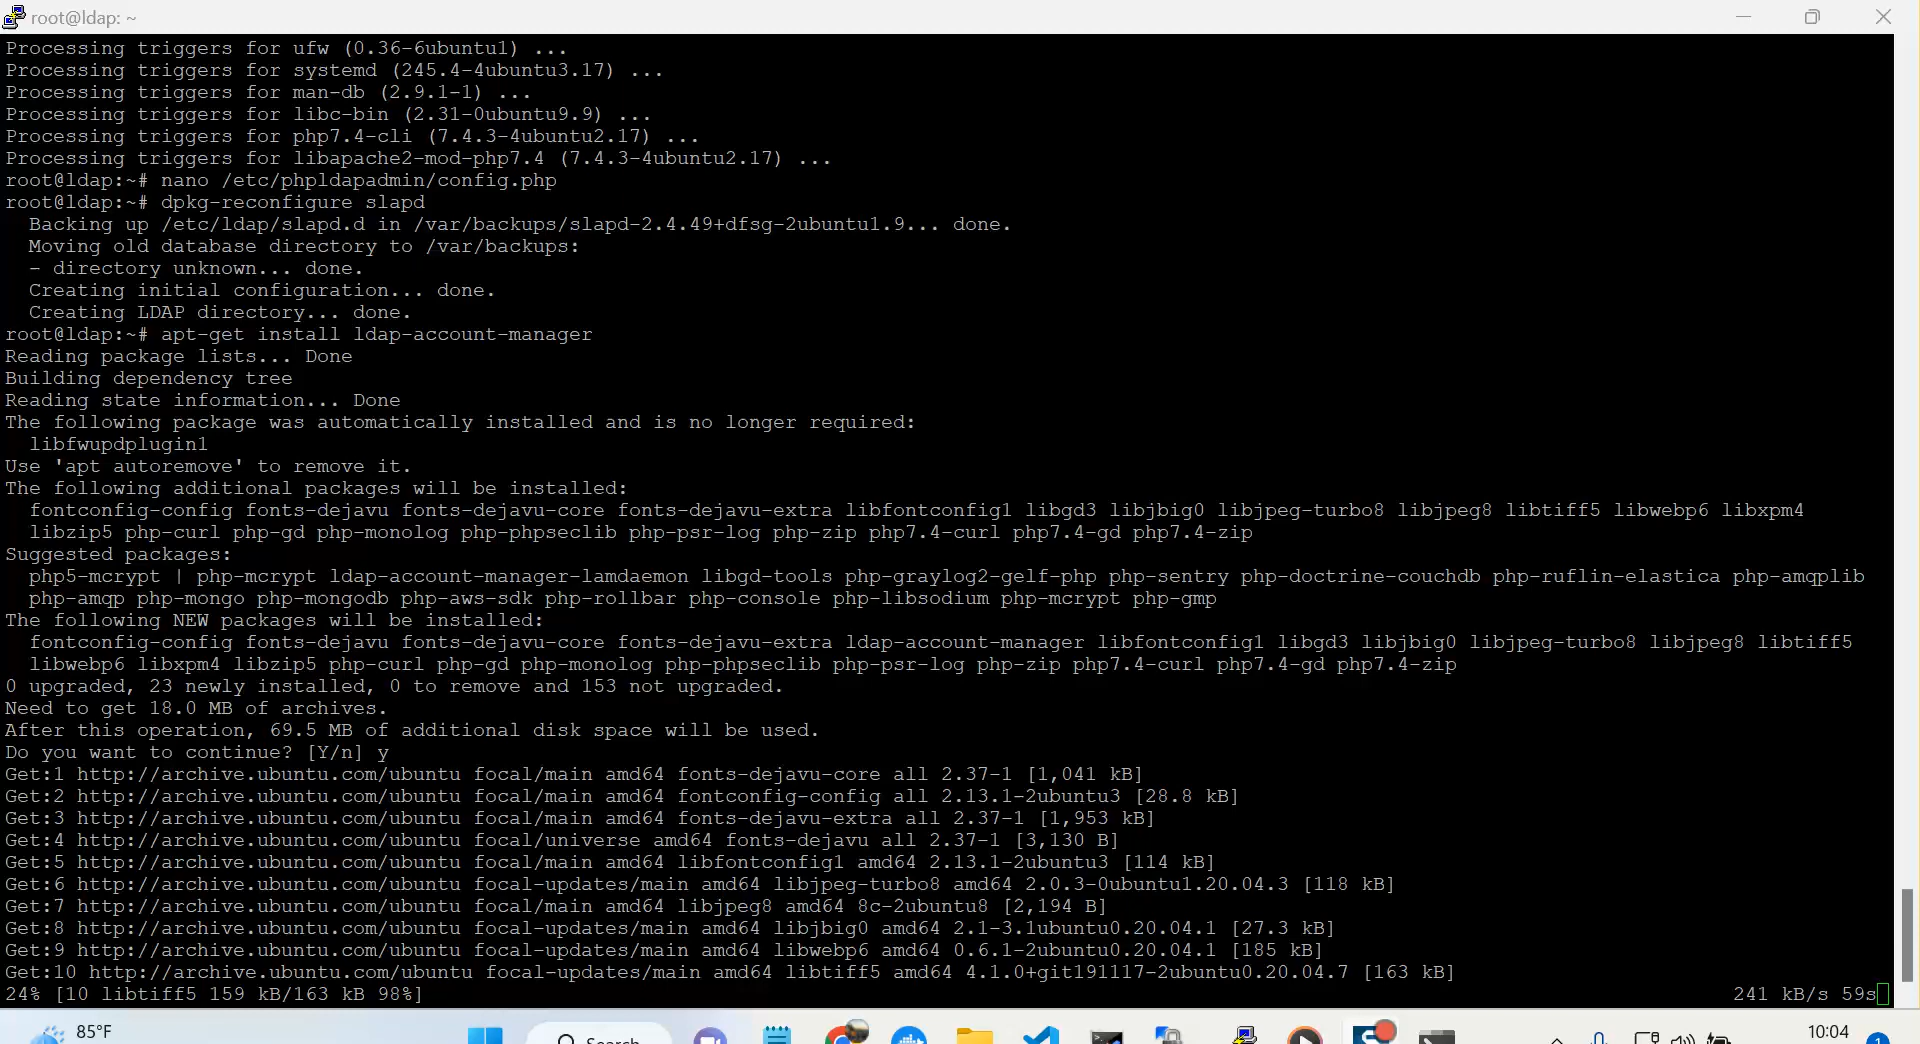 root@ldap: ~
Processing triggers for ufw (0.36-6ubuntu1) ...
Processing triggers for systemd (245.4-4ubuntu3.17) ...
Processing triggers for man-db (2.9.1-1) ...
Processing triggers for libc-bin (2.31-0ubuntu9.9) ...
Processing triggers for php7.4-cli (7.4.3-4ubuntu2.17) ...
Processing triggers for libapache2-mod-php7.4 (7.4.3-4ubuntu2.17) ...
root@ldap:~# nano /etc/phpldapadmin/config.php
root@ldap:~# dpkg-reconfigure slapd
  Backing up /etc/ldap/slapd.d in /var/backups/slapd-2.4.49+dfsg-2ubuntu1.9... done.
  Moving old database directory to /var/backups:
  - directory unknown... done.
  Creating initial configuration... done.
  Creating LDAP directory... done.
root@ldap:~# apt-get install ldap-account-manager
Reading package lists... Done
Building dependency tree
Reading state information... Done
The following package was automatically installed and is no longer required:
  libfwupdplugin1
Use 'apt autoremove' to remove it.
The following additional packages will be installed:
  fontconfig-config fonts-dejavu fonts-dejavu-core fonts-dejavu-extra libfontconfig1 libgd3 libjbig0 libjpeg-turbo8 libjpeg8 libtiff5 libwebp6 libxpm4
  libzip5 php-curl php-gd php-monolog php-phpseclib php-psr-log php-zip php7.4-curl php7.4-gd php7.4-zip
Suggested packages:
  php5-mcrypt | php-mcrypt ldap-account-manager-lamdaemon libgd-tools php-graylog2-gelf-php php-sentry php-doctrine-couchdb php-ruflin-elastica php-amqplib
  php-amqp php-mongo php-mongodb php-aws-sdk php-rollbar php-console php-libsodium php-mcrypt php-gmp
The following NEW packages will be installed:
  fontconfig-config fonts-dejavu fonts-dejavu-core fonts-dejavu-extra ldap-account-manager libfontconfig1 libgd3 libjbig0 libjpeg-turbo8 libjpeg8 libtiff5
  libwebp6 libxpm4 libzip5 php-curl php-gd php-monolog php-phpseclib php-psr-log php-zip php7.4-curl php7.4-gd php7.4-zip
0 upgraded, 23 newly installed, 0 to remove and 153 not upgraded.
Need to get 18.0 MB of archives.
After this operation, 69.5 MB of additional disk space will be used.
Do you want to continue? [Y/n] y
Get:1 http://archive.ubuntu.com/ubuntu focal/main amd64 fonts-dejavu-core all 2.37-1 [1,041 kB]
Get:2 http://archive.ubuntu.com/ubuntu focal/main amd64 fontconfig-config all 2.13.1-2ubuntu3 [28.8 kB]
Get:3 http://archive.ubuntu.com/ubuntu focal/main amd64 fonts-dejavu-extra all 2.37-1 [1,953 kB]
Get:4 http://archive.ubuntu.com/ubuntu focal/universe amd64 fonts-dejavu all 2.37-1 [3,130 B]
Get:5 http://archive.ubuntu.com/ubuntu focal/main amd64 libfontconfig1 amd64 2.13.1-2ubuntu3 [114 kB]
Get:6 http://archive.ubuntu.com/ubuntu focal-updates/main amd64 libjpeg-turbo8 amd64 2.0.3-0ubuntu1.20.04.3 [118 kB]
Get:7 http://archive.ubuntu.com/ubuntu focal/main amd64 libjpeg8 amd64 8c-2ubuntu8 [2,194 B]
Get:8 http://archive.ubuntu.com/ubuntu focal-updates/main amd64 libjbig0 amd64 2.1-3.1ubuntu0.20.04.1 [27.3 kB]
Get:9 http://archive.ubuntu.com/ubuntu focal-updates/main amd64 libwebp6 amd64 0.6.1-2ubuntu0.20.04.1 [185 kB]
Get:10 http://archive.ubuntu.com/ubuntu focal-updates/main amd64 libtiff5 amd64 4.1.0+git191117-2ubuntu0.20.04.7 [163 kB]
24% [10 libtiff5 159 kB/163 kB 98%] 241 kB/s 59s
85°F Search 10:04 1